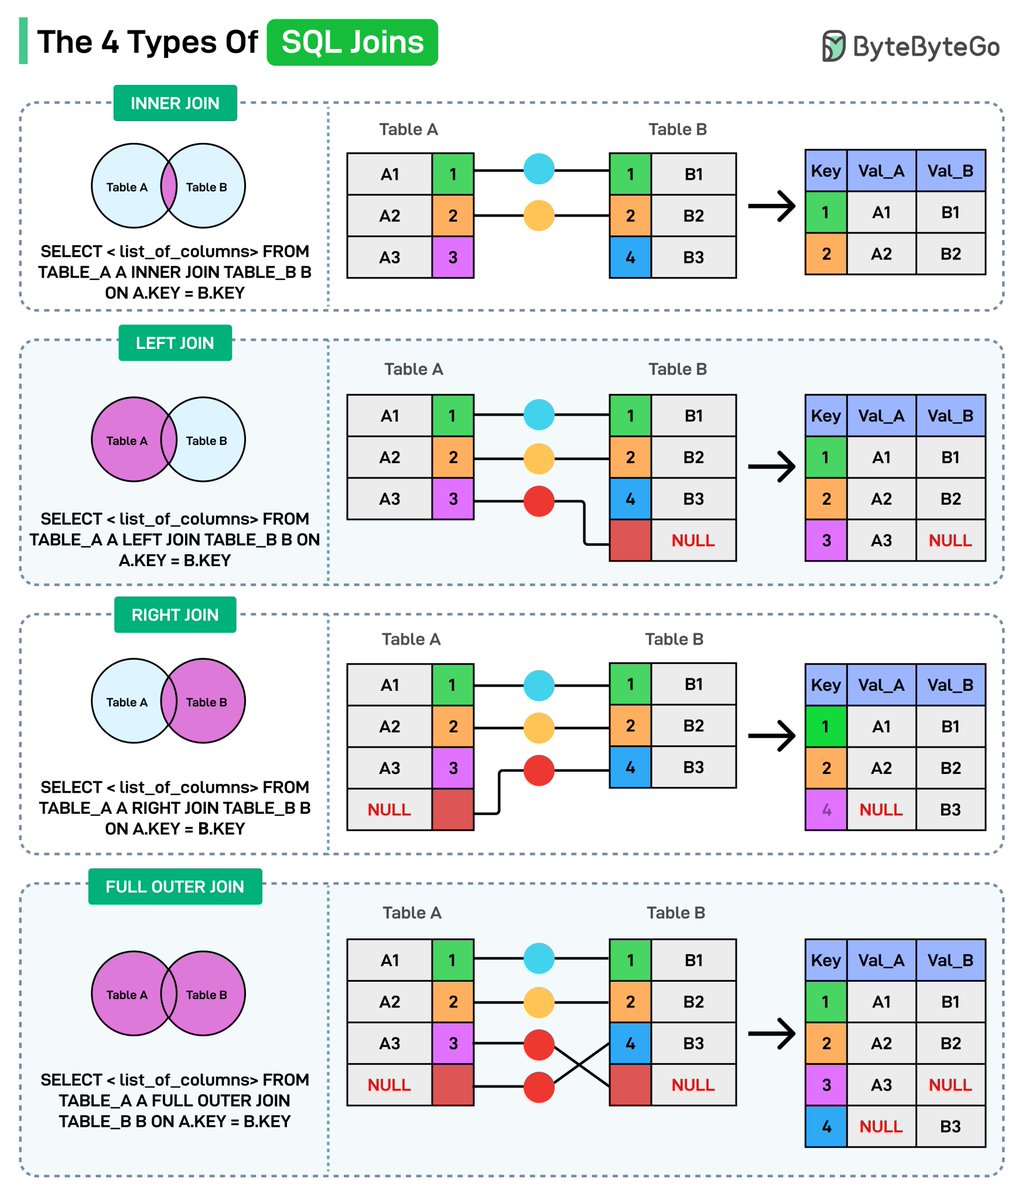 The 4 Types Of SQL Joins
ByteByteGo
INNER JOIN
Table A
Table B
SELECT < list_of_columns> FROM
TABLE_A A INNER JOIN TABLE_B B
ON A.KEY = B.KEY
Table A
Table B
A1 1 1 B1
A2 2 2 B2
A3 3 4 B3
Key Val_A Val_B
1 A1 B1
2 A2 B2
LEFT JOIN
Table A
Table B
SELECT < list_of_columns> FROM
TABLE_A A LEFT JOIN TABLE_B B ON
A.KEY = B.KEY
Table A
Table B
A1 1 1 B1
A2 2 2 B2
A3 3 4 B3
NULL
Key Val_A Val_B
1 A1 B1
2 A2 B2
3 A3 NULL
RIGHT JOIN
Table A
Table B
SELECT < list_of_columns> FROM
TABLE_A A RIGHT JOIN TABLE_B B
ON A.KEY = B.KEY
Table A
Table B
A1 1 1 B1
A2 2 2 B2
A3 3 4 B3
NULL
Key Val_A Val_B
1 A1 B1
2 A2 B2
4 NULL B3
FULL OUTER JOIN
Table A
Table B
SELECT < list_of_columns> FROM
TABLE_A A FULL OUTER JOIN
TABLE_B B ON A.KEY = B.KEY
Table A
Table B
A1 1 1 B1
A2 2 2 B2
A3 3 4 B3
NULL NULL
Key Val_A Val_B
1 A1 B1
2 A2 B2
3 A3 NULL
4 NULL B3